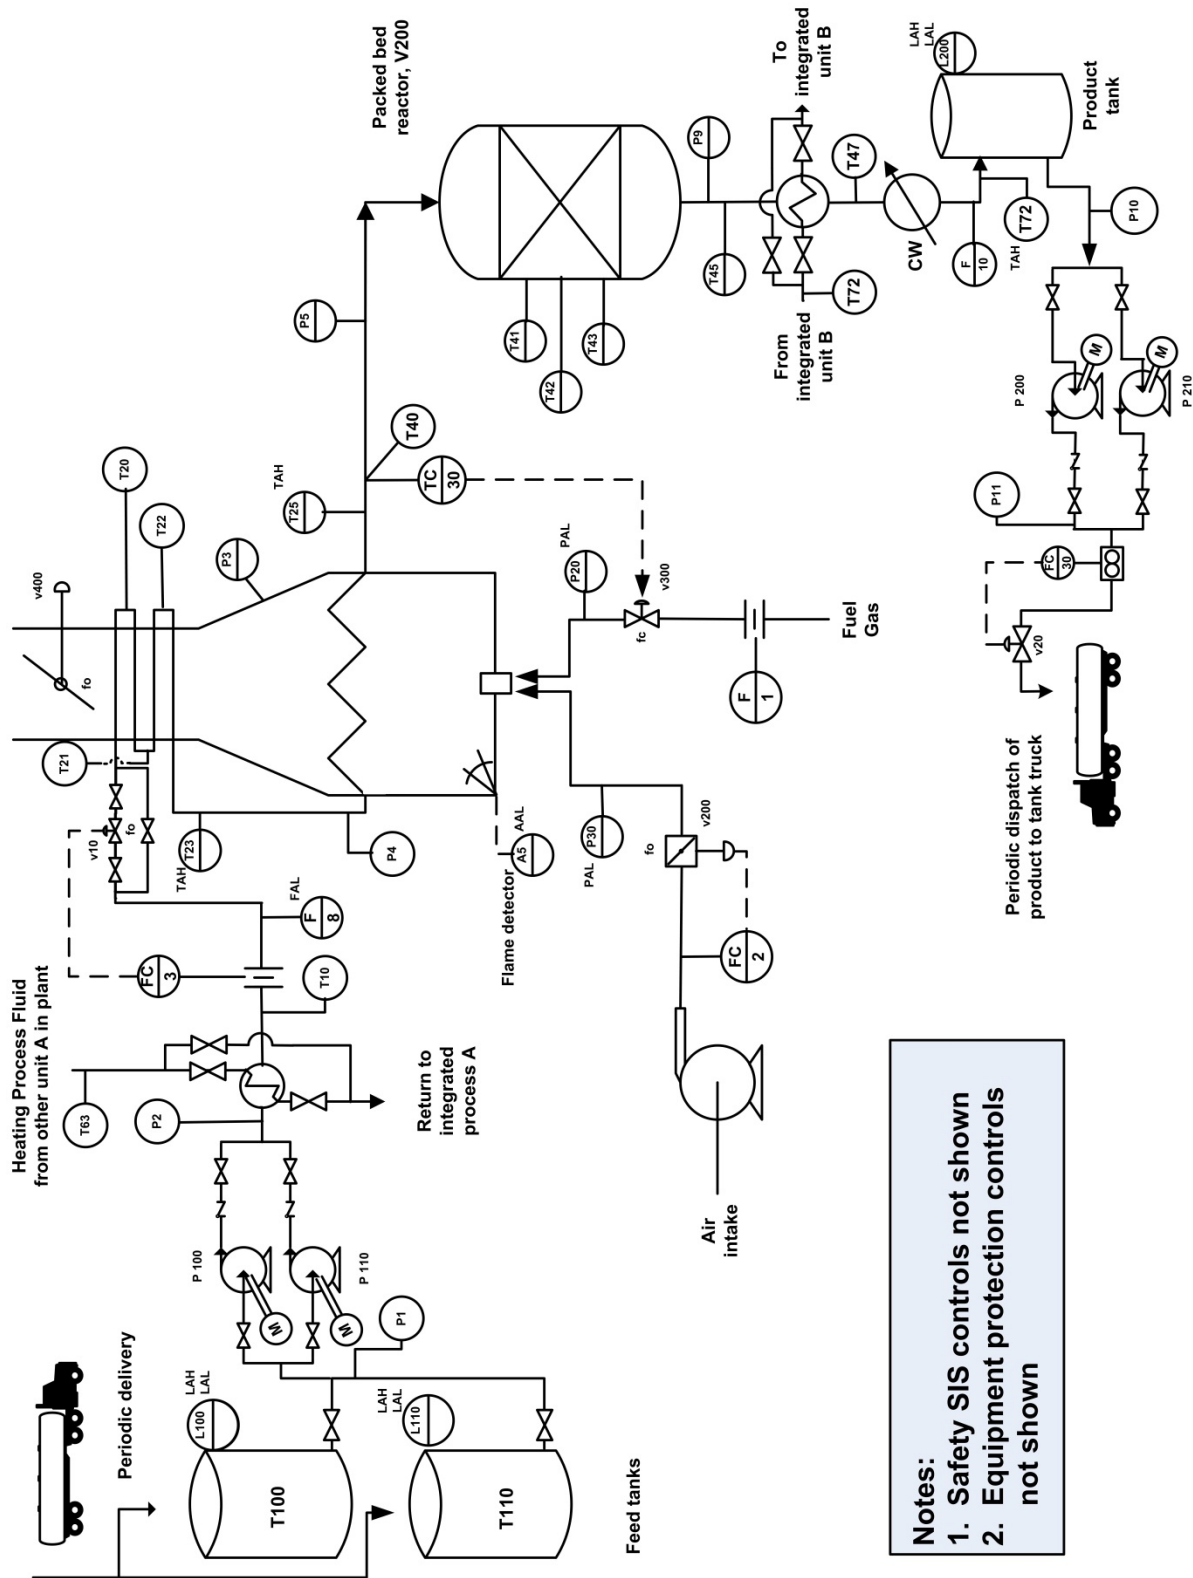 Periodic delivery
T100
T110
Feed tanks
L100
LAH
LAL
L110
LAH
LAL
P1
P 100
P 110
M
M
P2
T63
Heating Process Fluid
from other unit A in plant
Return to
integrated
process A
T10
FC
3
F
8
FAL
v10
fo
T21
T23
TAH
P4
v400
fo
T20
T22
P3
T25
TAH
TC
30
T40
P5
Flame detector
A5
AAL
Air
intake
FC
2
v200
fo
P30
PAL
P20
PAL
v300
fc
F
1
Fuel
Gas
Packed bed
reactor, V200
T41
T42
T43
P9
T45
To
integrated
unit B
From
integrated
unit B
T72
T47
CW
F
10
T72
TAH
L200
LAH
LAL
Product
tank
P10
P 200
P 210
M
M
P11
FC
30
v20
Periodic dispatch of
product to tank truck
Notes:
1. Safety SIS controls not shown
2. Equipment protection controls
not shown